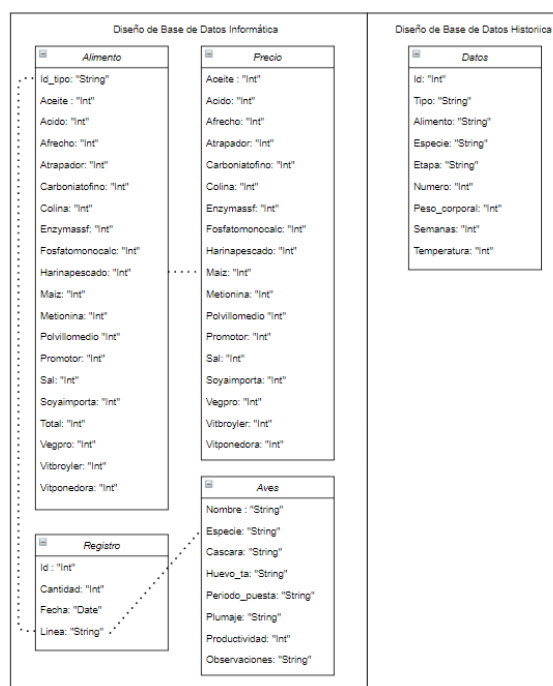 Diseño de Base de Datos Informática
Alimento
Id_tipo: "String"
Aceite : "Int"
Acido: "Int"
Afrecho: "Int"
Atrapador: "Int"
Carboniatofino: "Int"
Colina: "Int"
Enzymassf: "Int"
Fosfatomonocalc: "Int"
Harinapescado: "Int"
Maiz: "Int"
Metionina: "Int"
Polvillomedio "Int"
Promotor: "Int"
Sal: "Int"
Soyaimporta: "Int"
Total: "Int"
Vegpro: "Int"
Vitbroyler: "Int"
Vitponedora: "Int"
Precio
Aceite : "Int"
Acido: "Int"
Afrecho: "Int"
Atrapador: "Int"
Carboniatofino: "Int"
Colina: "Int"
Enzymassf: "Int"
Fosfatomonocalc: "Int"
Harinapescado: "Int"
Maiz: "Int"
Metionina: "Int"
Polvillomedio "Int"
Promotor: "Int"
Sal: "Int"
Soyaimporta: "Int"
Vegpro: "Int"
Vitbroyler: "Int"
Vitponedora: "Int"
Registro
Id : "Int"
Cantidad: "Int"
Fecha: "Date"
Linea: "String"
Aves
Nombre : "String"
Especie: "String"
Cascara: "String"
Huevo_ta: "String"
Periodo_puesta: "String"
Plumaje: "String"
Productividad: "Int"
Observaciones: "String"
Diseño de Base de Datos Historiica
Datos
Id: "Int"
Tipo: "String"
Alimento: "String"
Especie: "String"
Etapa: "String"
Numero: "Int"
Peso_corporal: "Int"
Semanas: "Int"
Temperatura: "Int"